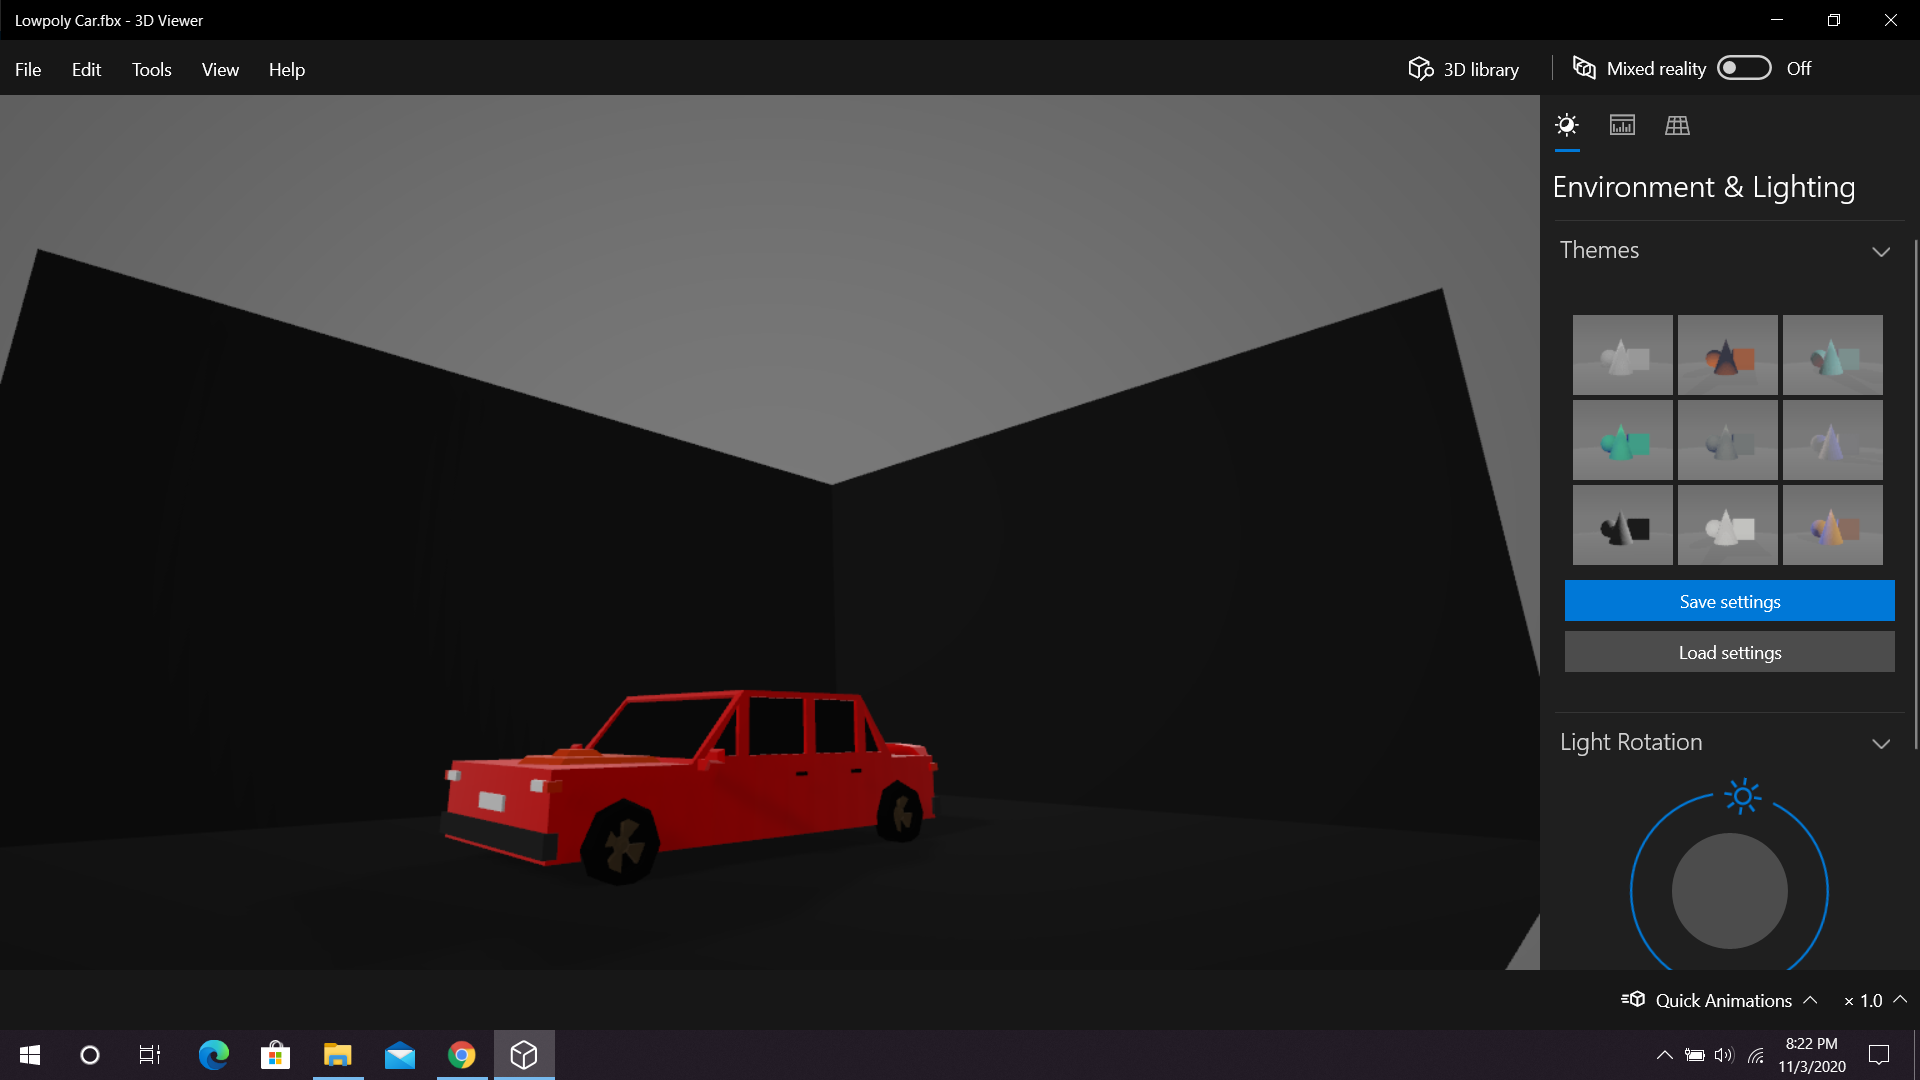 Lowpoly Car.fbx - 3D Viewer
File Edit Tools View Help
3D library
Mixed reality Off
Environment & Lighting
Themes
Save settings
Load settings
Light Rotation
Quick Animations × 1.0
8:22 PM
11/3/2020